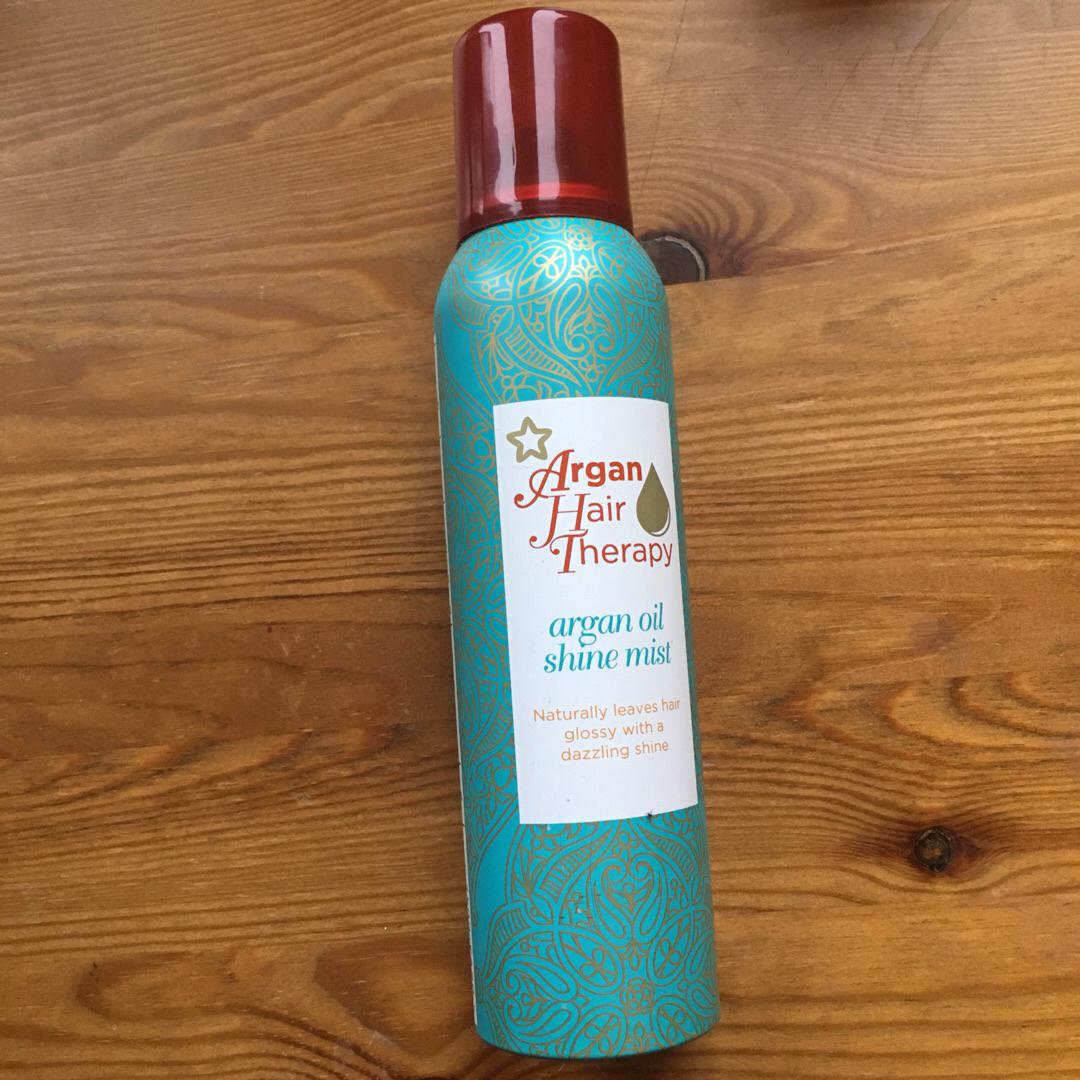 Argan
Hair
Therapy
argan oil
shine mist
Naturally leaves hair
glossy with a
dazzling shine